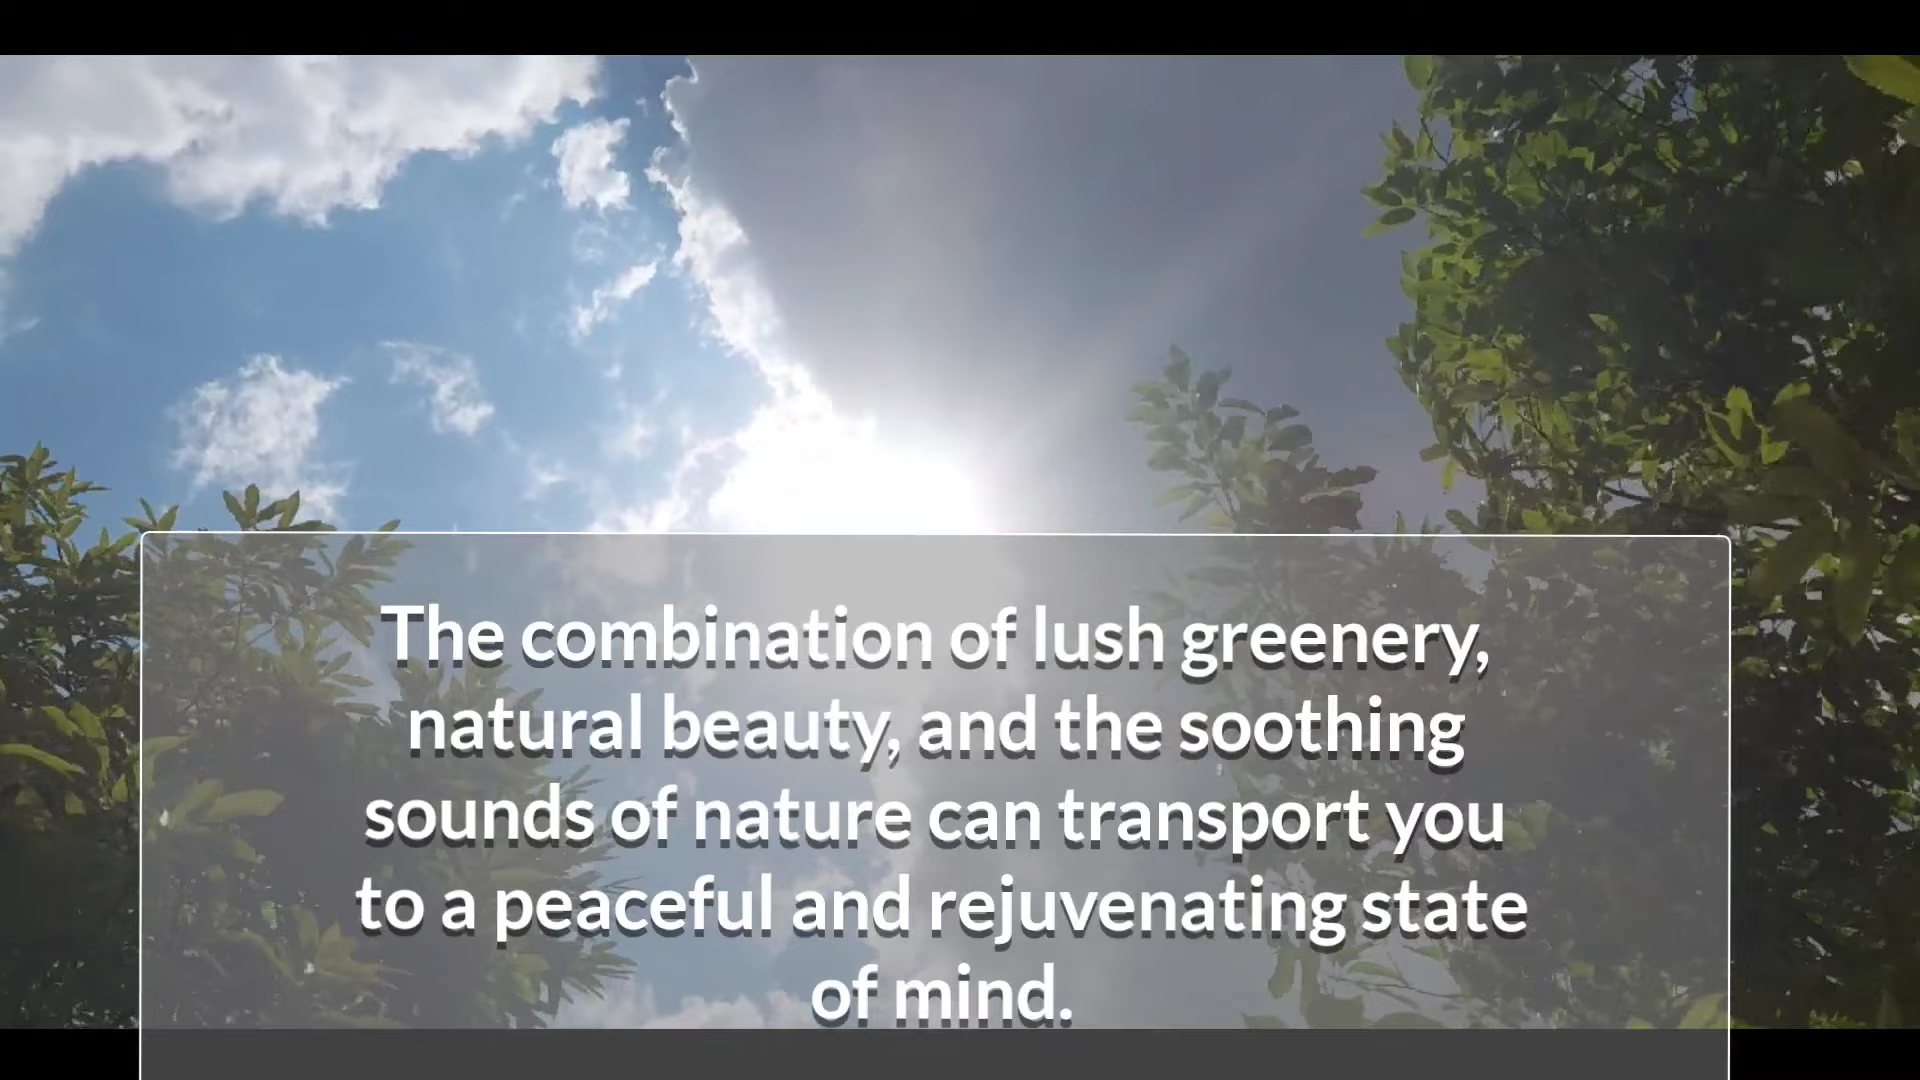 The combination of lush greenery,
natural beauty, and the soothing
sounds of nature can transport you
to a peaceful and rejuvenating state
of mind.